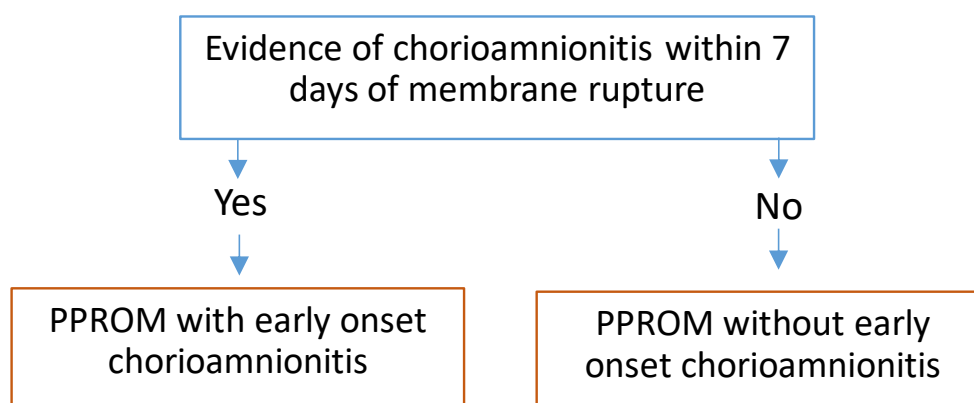 Evidence of chorioamnionitis within 7
days of membrane rupture
Yes
No
PPROM with early onset
chorioamnionitis
PPROM without early
onset chorioamnionitis